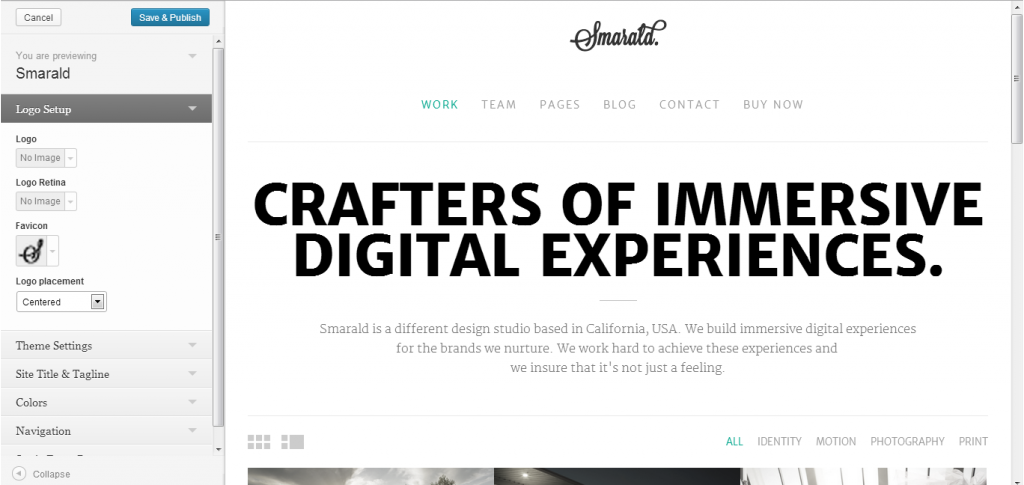 Cancel
Save & Publish
You are previewing
Smarald
Logo Setup
Logo
No Image
Logo Retina
No Image
Favicon
Logo placement
Centered
Theme Settings
Site Title & Tagline
Colors
Navigation
Collapse
Smarald.
WORK TEAM PAGES BLOG CONTACT BUY NOW
CRAFTERS OF IMMERSIVE
DIGITAL EXPERIENCES.
Smarald is a different design studio based in California, USA. We build immersive digital experiences
for the brands we nurture. We work hard to achieve these experiences and
we insure that it's not just a feeling.
ALL IDENTITY MOTION PHOTOGRAPHY PRINT